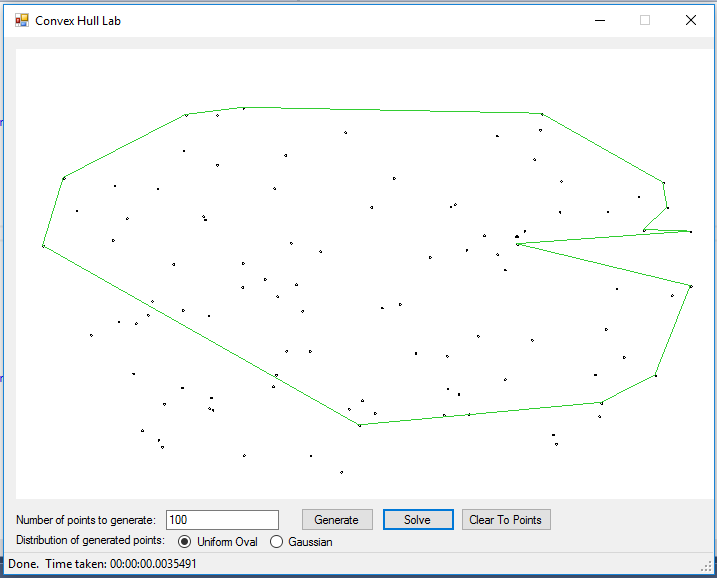 Convex Hull Lab
Number of points to generate: 100 Generate Solve Clear To Points
Distribution of generated points: Uniform Oval Gaussian
Done. Time taken: 00:00:00.0035491